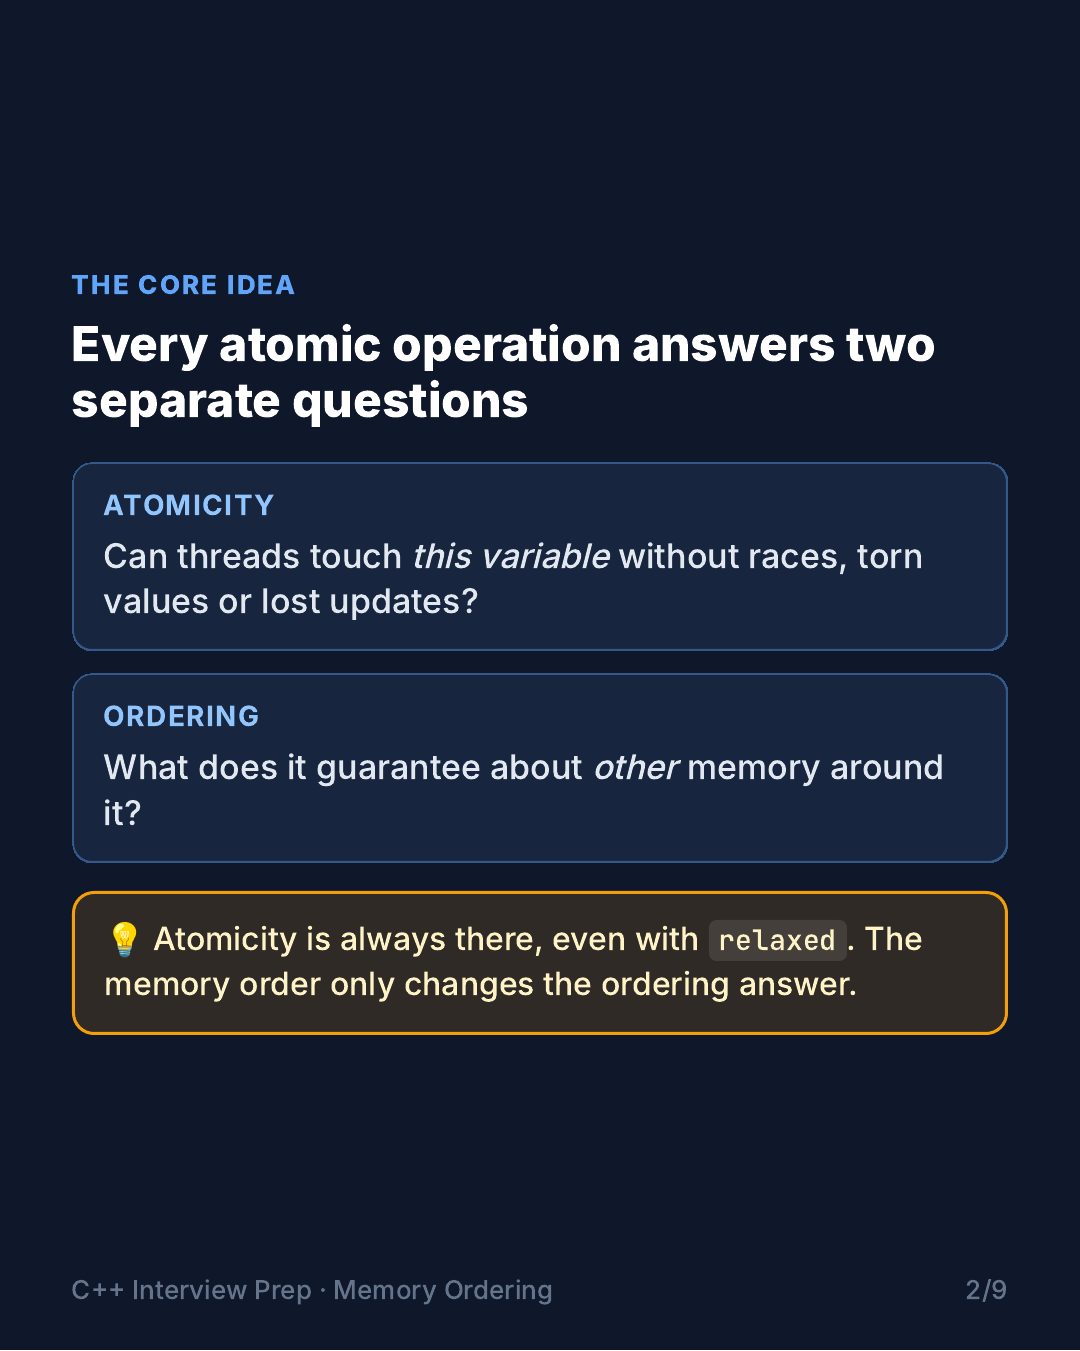 THE CORE IDEA
Every atomic operation answers two
separate questions
ATOMICITY
Can threads touch this variable without races, torn
values or lost updates?
ORDERING
What does it guarantee about other memory around
it?
💡 Atomicity is always there, even with relaxed. The
memory order only changes the ordering answer.
C++ Interview Prep · Memory Ordering
2/9